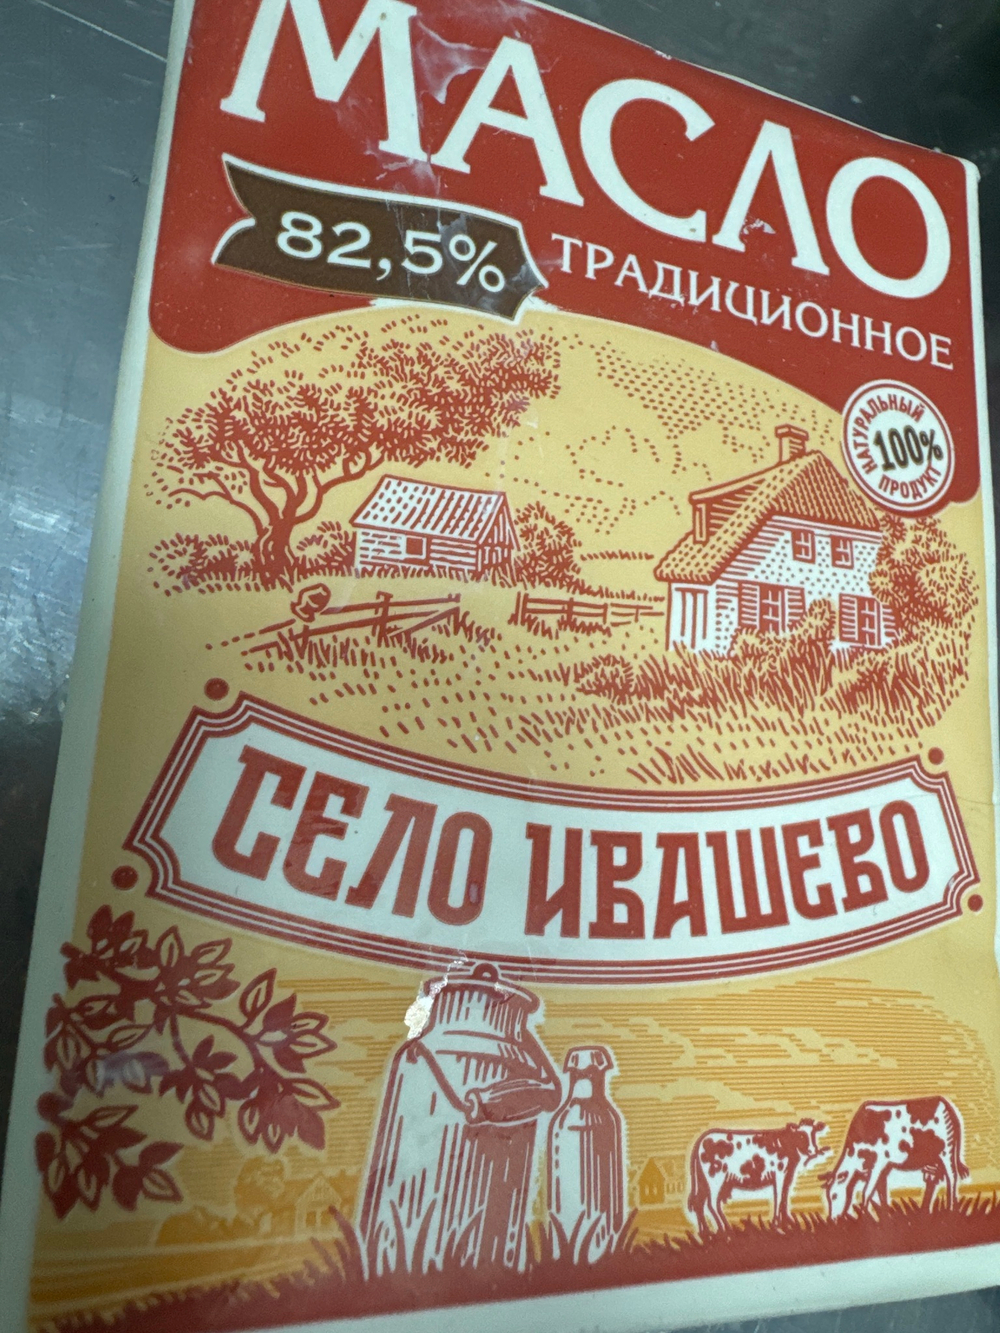 МАСЛО
82,5%
ТРАДИЦИОННОЕ
НАТУРАЛЬНЫЙ
100%
ПРОДУКТ
СЕЛО ИВАШЕВО